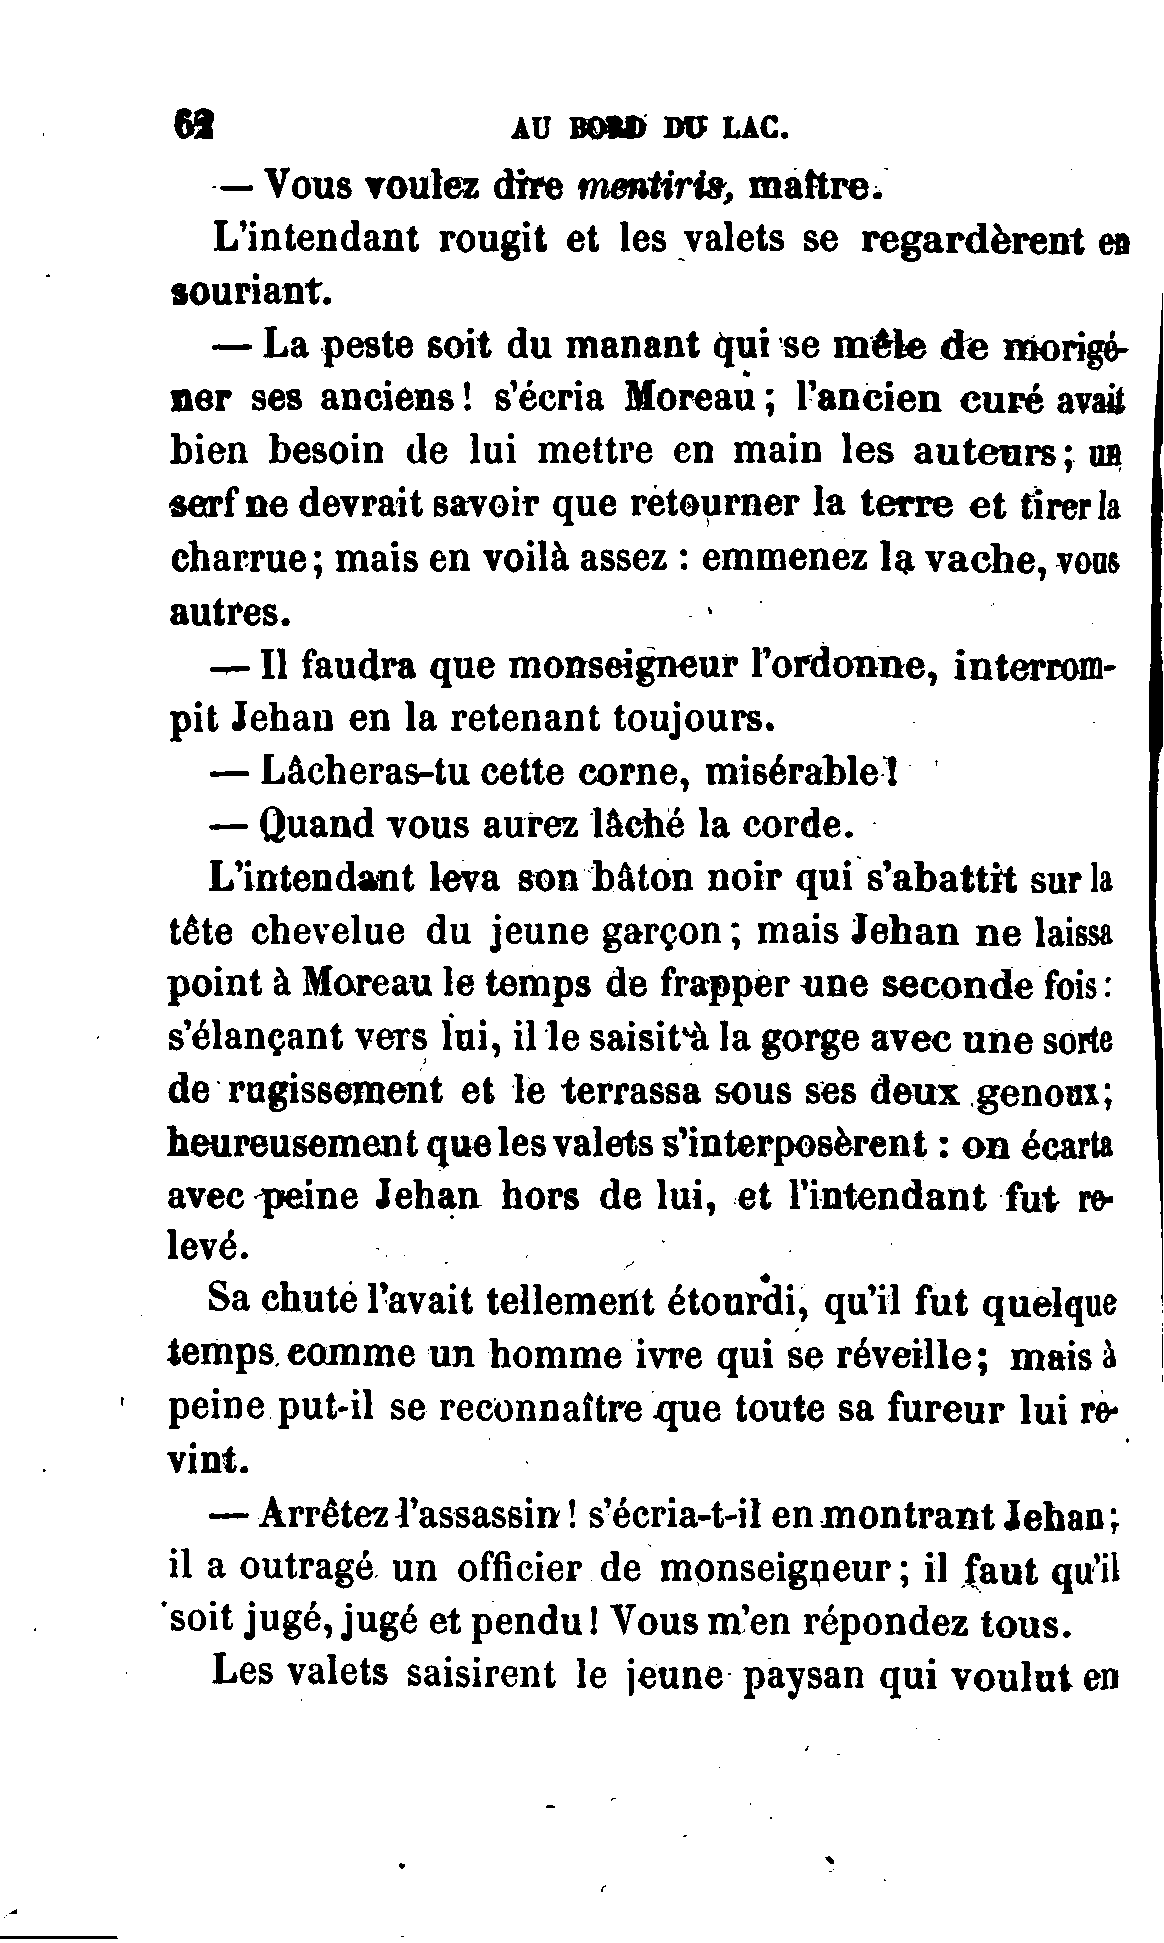 62 AU BORD DU LAC.
— Vous voulez dire mentiris, maître.
L'intendant rougit et les valets se regardèrent en
souriant.
— La peste soit du manant qui se mêle de morigé-
ner ses anciens! s'écria Moreau; l'ancien curé avait
bien besoin de lui mettre en main les auteurs; un
serf ne devrait savoir que retourner la terre et tirer la
charrue; mais en voilà assez : emmenez la vache, vous
autres.
— Il faudra que monseigneur l'ordonne, interrom-
pit Jehan en la retenant toujours.
— Lâcheras-tu cette corne, misérable!
— Quand vous aurez lâché la corde.
L'intendant leva son bâton noir qui s'abattit sur la
tête chevelue du jeune garçon; mais Jehan ne laissa
point à Moreau le temps de frapper une seconde fois:
s'élançant vers lui, il le saisit à la gorge avec une sorte
de rugissement et le terrassa sous ses deux genoux;
heureusement que les valets s'interposèrent : on écarta
avec peine Jehan hors de lui, et l'intendant fut re-
levé.
Sa chute l'avait tellement étourdi, qu'il fut quelque
temps comme un homme ivre qui se réveille; mais à
peine put-il se reconnaître que toute sa fureur lui re-
vint.
— Arrêtez l'assassin! s'écria-t-il en montrant Jehan;
il a outragé un officier de monseigneur; il faut qu'il
soit jugé, jugé et pendu! Vous m'en répondez tous.
Les valets saisirent le jeune paysan qui voulut en